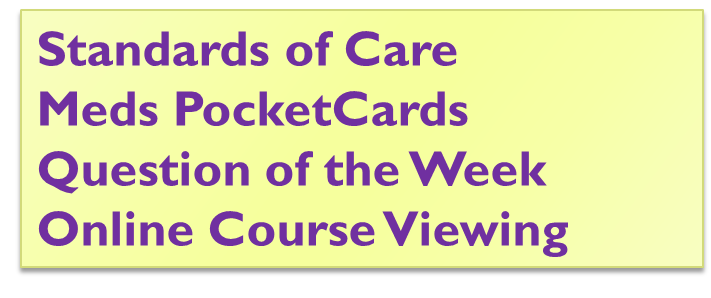 Standards of Care
Meds PocketCards
Question of the Week
Online Course Viewing